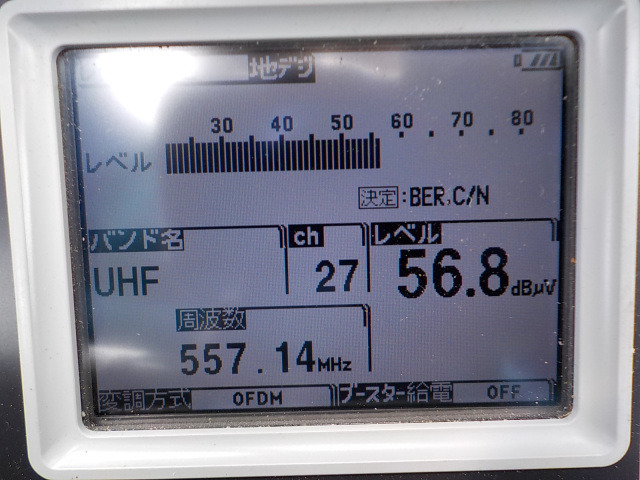 地デジ
30 40 50 60 70 80
レベル
決定:BER,C/N
バンド名 ch レベル
UHF 27 56.8dBμV
周波数
557.14MHz
変調方式 OFDM ブースター給電 OFF